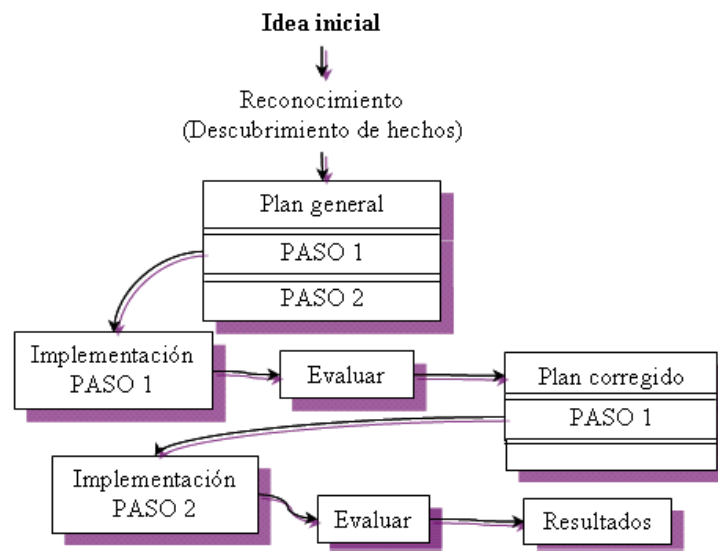 Idea inicial
Reconocimiento
(Descubrimiento de hechos)
Plan general
PASO 1
PASO 2
Implementación
PASO 1
Evaluar
Plan corregido
PASO 1
Implementación
PASO 2
Evaluar
Resultados